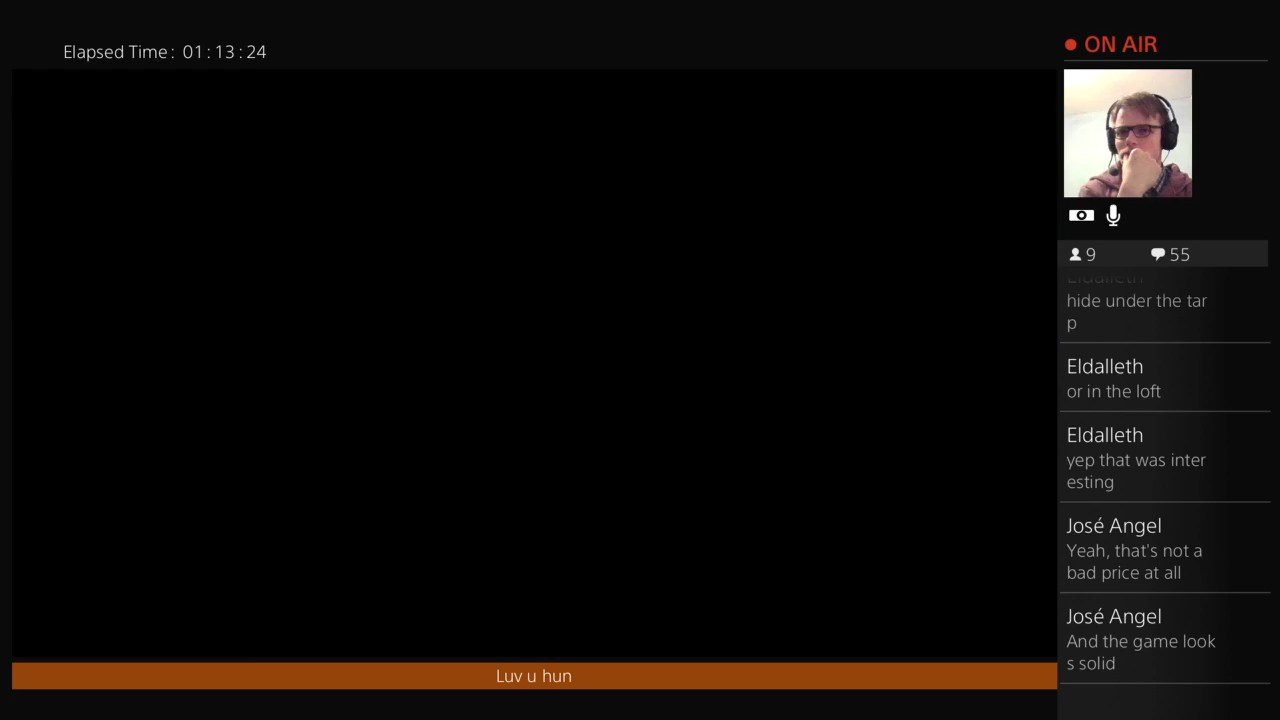 Elapsed Time: 01:13:24
ON AIR
9 55
Eldalleth
hide under the tar
p
Eldalleth
or in the loft
Eldalleth
yep that was inter
esting
José Angel
Yeah, that's not a
bad price at all
José Angel
And the game look
s solid
Luv u hun